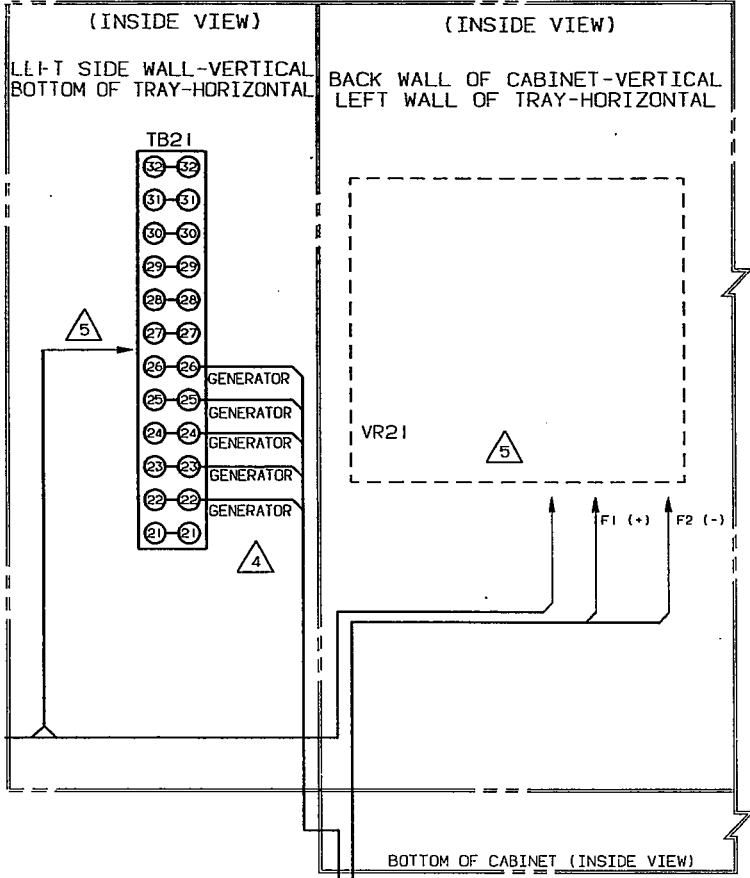 (INSIDE VIEW)
LEFT SIDE WALL-VERTICAL
BOTTOM OF TRAY-HORIZONTAL
(INSIDE VIEW)
BACK WALL OF CABINET-VERTICAL
LEFT WALL OF TRAY-HORIZONTAL
TB21
32 32
31 31
30 30
29 29
28 28
27 27
5
26 26
GENERATOR
25 25
GENERATOR
24 24
GENERATOR
23 23
GENERATOR
22 22
GENERATOR
21 21
4
VR21
5
F1 (+)
F2 (-)
BOTTOM OF CABINET (INSIDE VIEW)